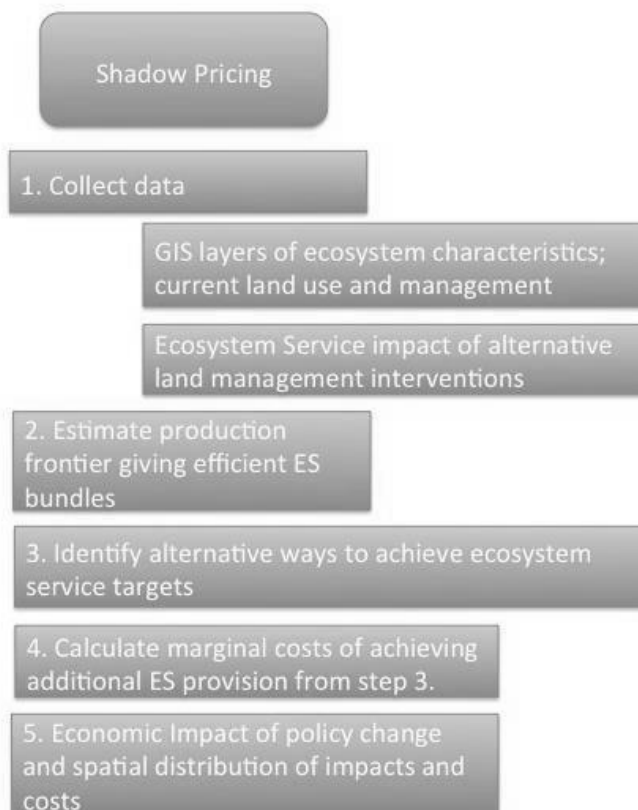 Shadow Pricing
1. Collect data
GIS layers of ecosystem characteristics;
current land use and management
Ecosystem Service impact of alternative
land management interventions
2. Estimate production
frontier giving efficient ES
bundles
3. Identify alternative ways to achieve ecosystem
service targets
4. Calculate marginal costs of achieving
additional ES provision from step 3.
5. Economic Impact of policy change
and spatial distribution of impacts and
costs